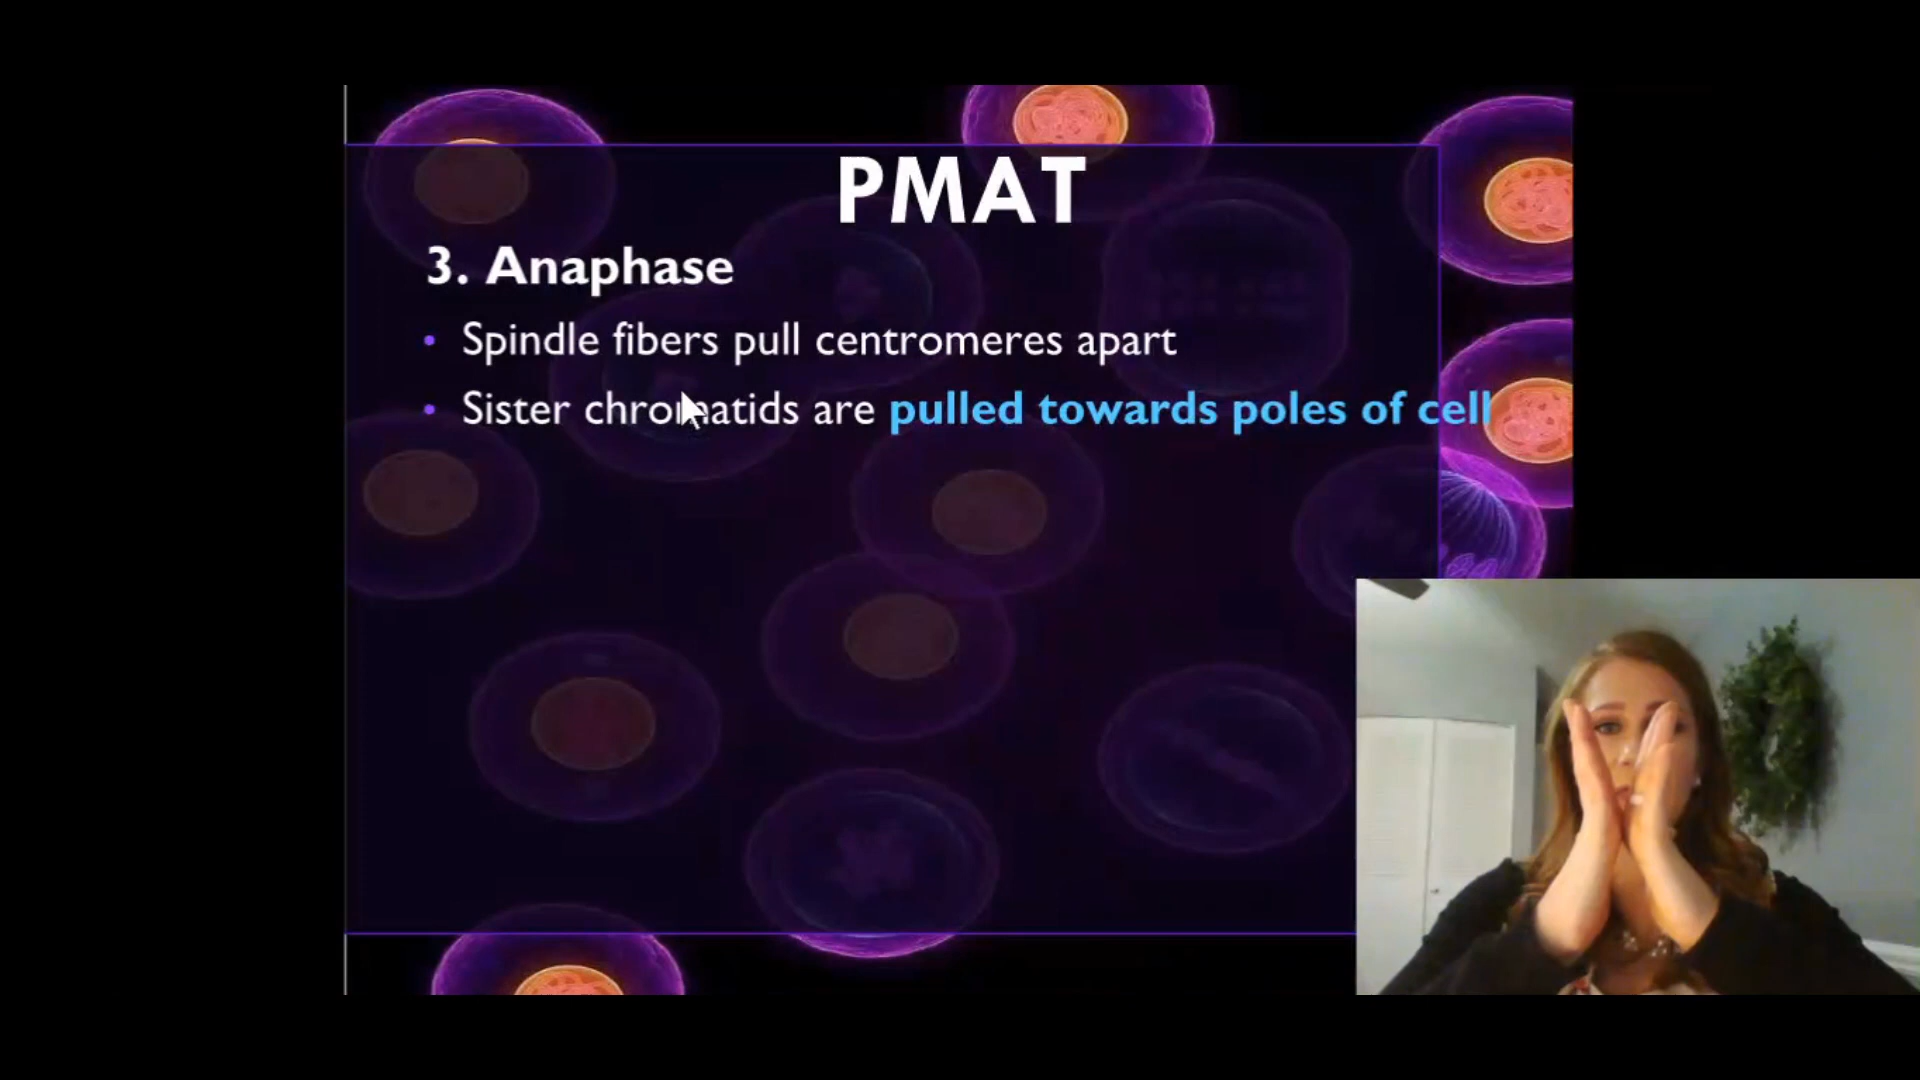 PMAT
3. Anaphase
• Spindle fibers pull centromeres apart
• Sister chromatids are pulled towards poles of cell